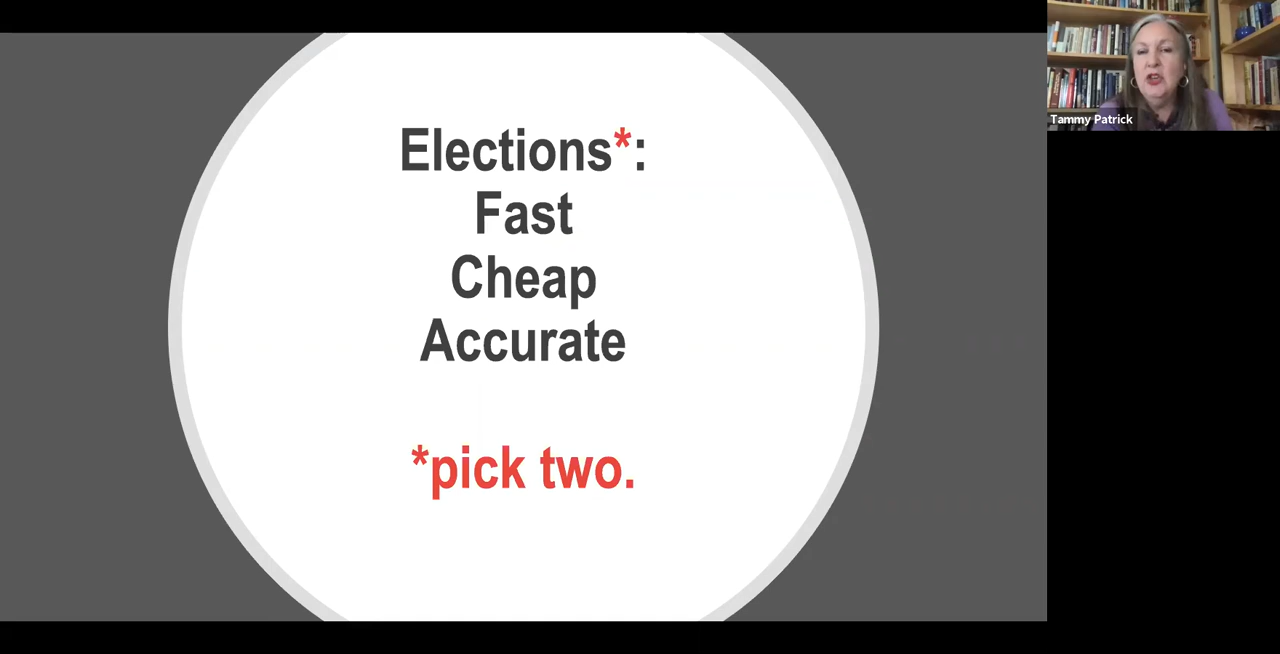 Elections*:
Fast
Cheap
Accurate
*pick two.
Tammy Patrick